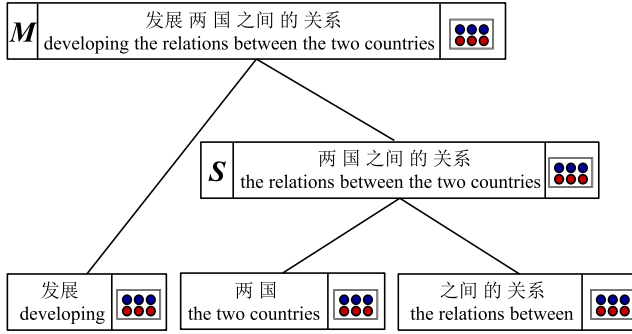 M
发展 两 国 之间 的 关系
developing the relations between the two countries
S
两 国 之间 的 关系
the relations between the two countries
发展
developing
两 国
the two countries
之间 的 关系
the relations between